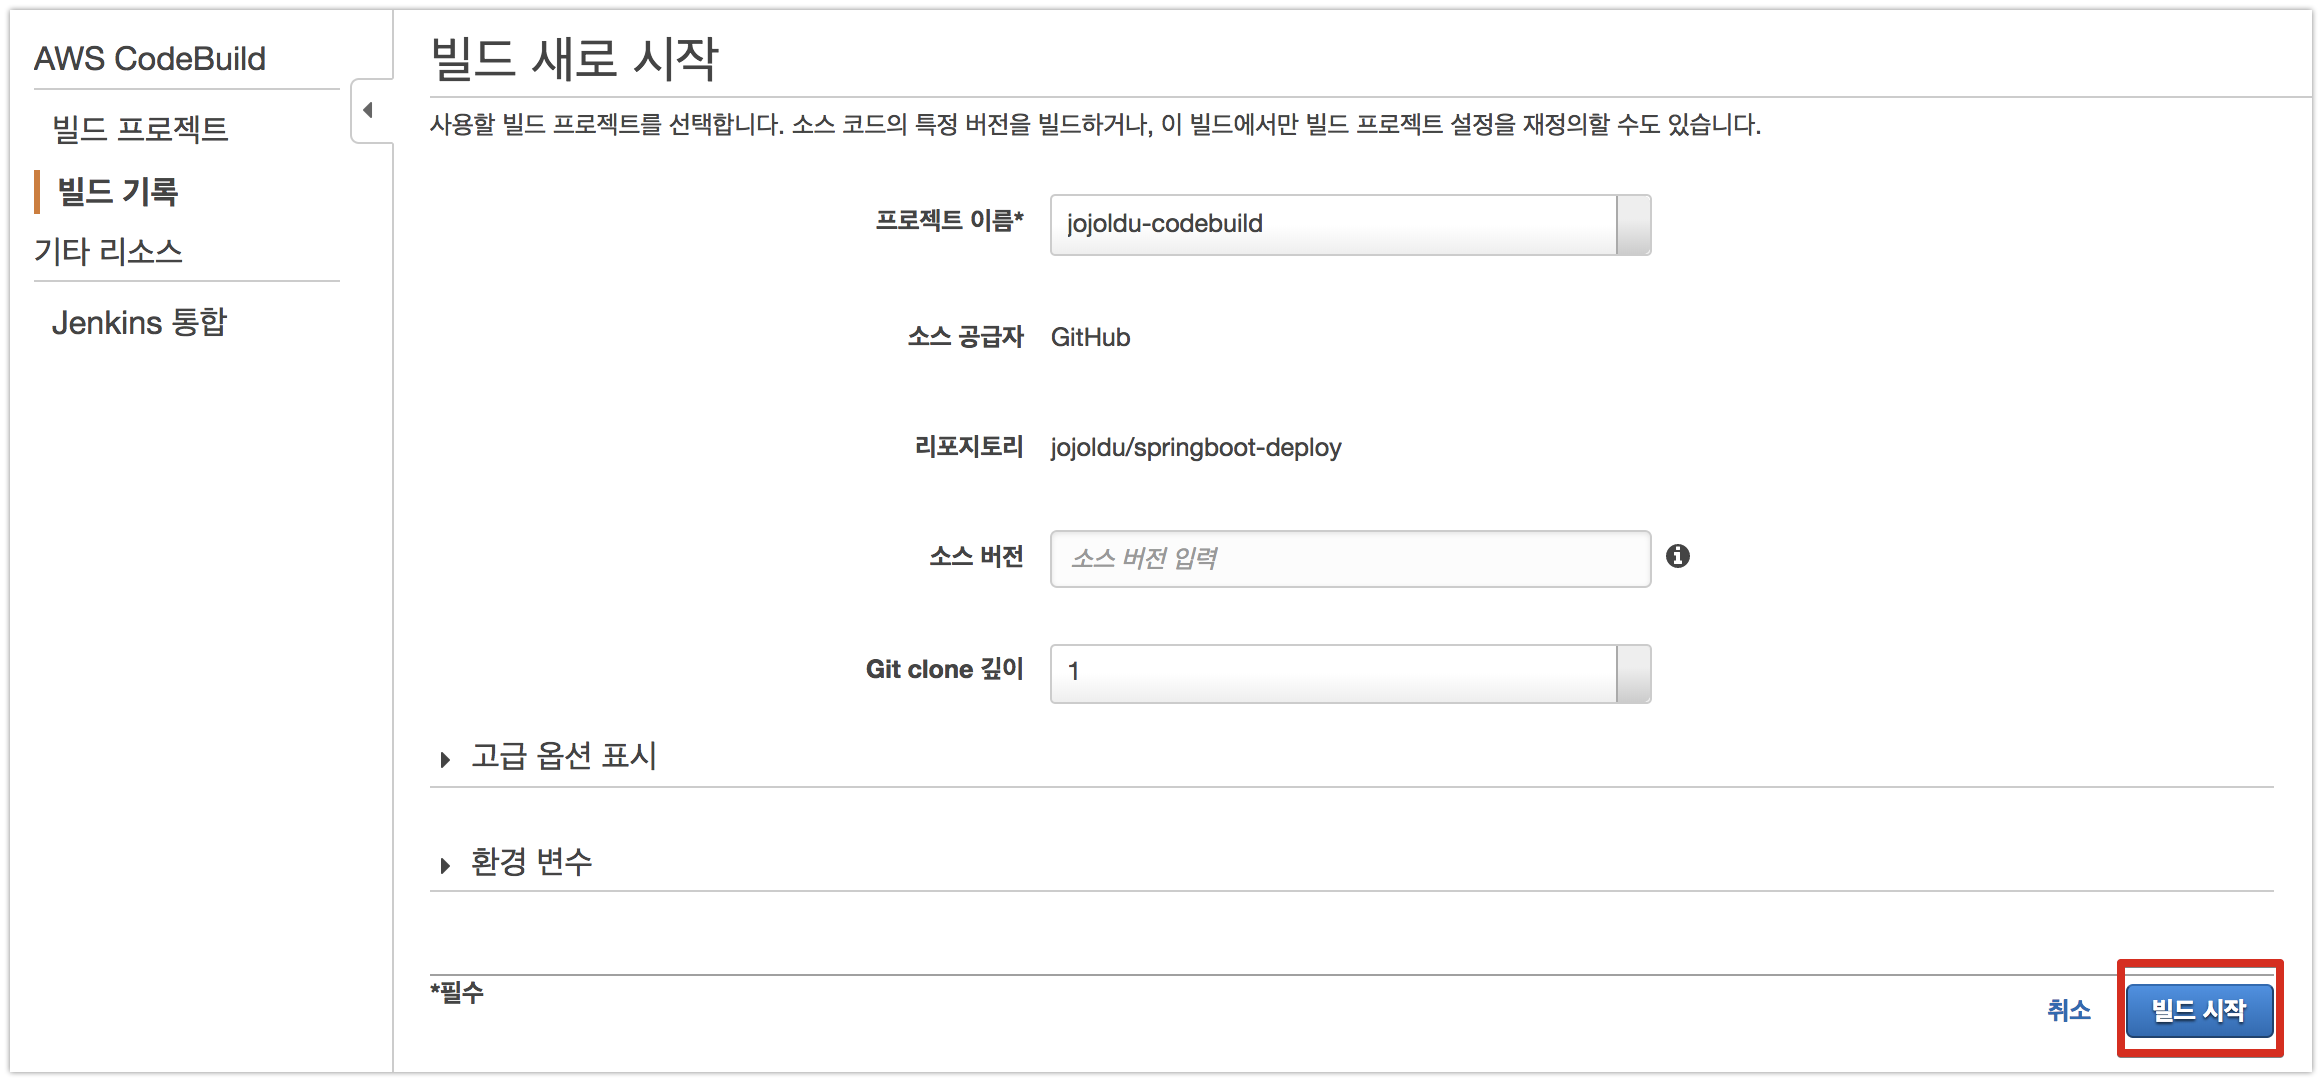 AWS CodeBuild
빌드 프로젝트
빌드 기록
기타 리소스
Jenkins 통합
빌드 새로 시작
사용할 빌드 프로젝트를 선택합니다. 소스 코드의 특정 버전을 빌드하거나, 이 빌드에서만 빌드 프로젝트 설정을 재정의할 수도 있습니다.
프로젝트 이름* jojoldu-codebuild
소스 공급자 GitHub
리포지토리 jojoldu/springboot-deploy
소스 버전 소스 버전 입력
Git clone 깊이 1
고급 옵션 표시
환경 변수
*필수
취소 빌드 시작